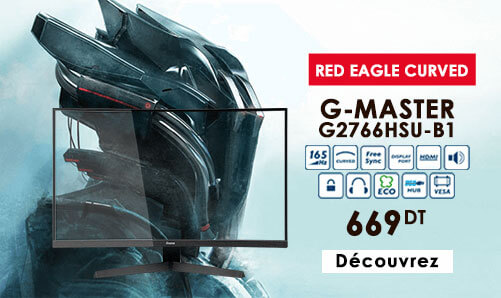 RED EAGLE CURVED
G-MASTER
G2766HSU-B1
165 Hz CURVED Free Sync DISPLAY PORT HDMI
ECO USB HUB VESA
669 DT
Découvrez